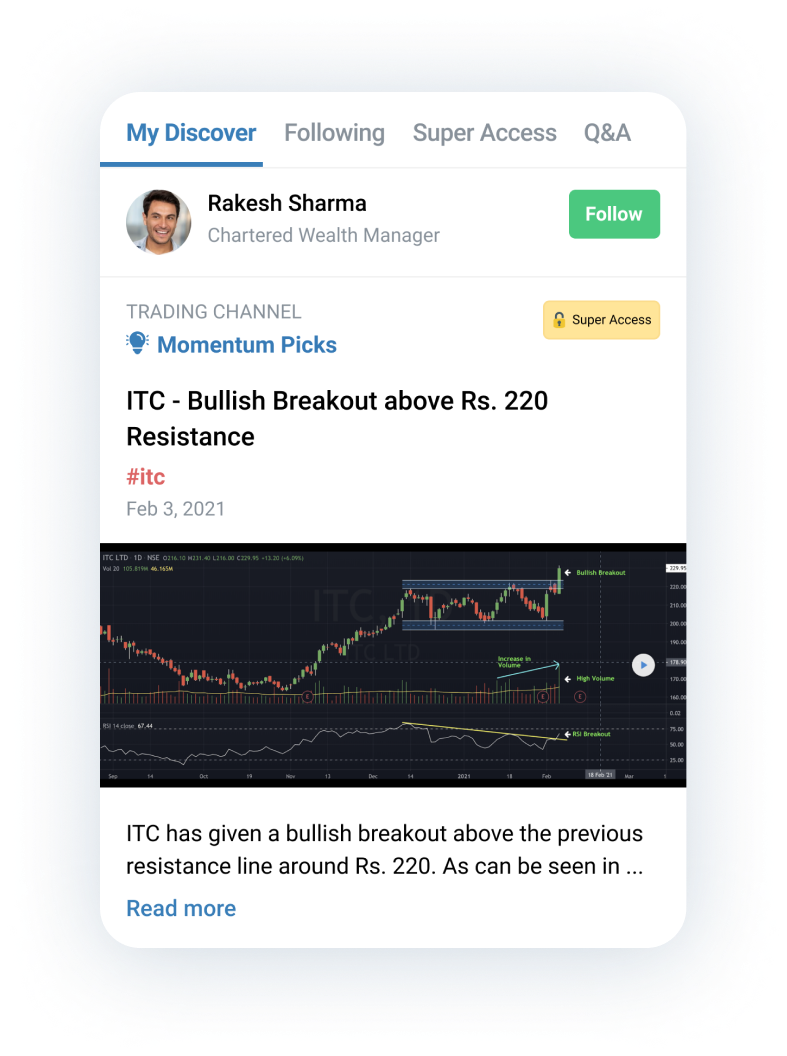 My Discover Following Super Access Q&A
Rakesh Sharma
Chartered Wealth Manager
Follow
TRADING CHANNEL
Super Access
Momentum Picks
ITC - Bullish Breakout above Rs. 220
Resistance
#itc
Feb 3, 2021
ITC LTD 1D NSE O216.10 H231.40 L216.00 C229.95 +13.20 (+6.09%)
Vol 20 105.819M 46.165M
ITC, 1D
ITC LTD
Bullish Breakout
Increase in
Volume
High Volume
229.95
220.00
210.00
200.00
190.00
178.90
170.00
160.00
0.02
E E E
RSI 14 close 67.44
RSI Breakout
75.00
50.00
25.00
Sep 14 Oct 19 Nov 13 Dec 14 2021 18 Feb 18 Feb '21 Mar 1
ITC has given a bullish breakout above the previous
resistance line around Rs. 220. As can be seen in ...
Read more